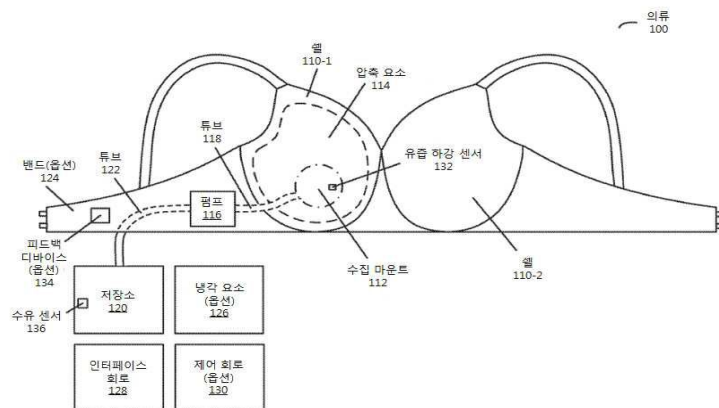 의류
100
쉘
110-1
압축 요소
114
튜브
118
유즙 하강 센서
132
밴드(옵션)
124
튜브
122
펌프
116
피드백
디바이스
(옵션)
134
수집 마운트
112
쉘
110-2
수유 센서
136
저장소
120
냉각 요소
(옵션)
126
인터페이스
회로
128
제어 회로
(옵션)
130